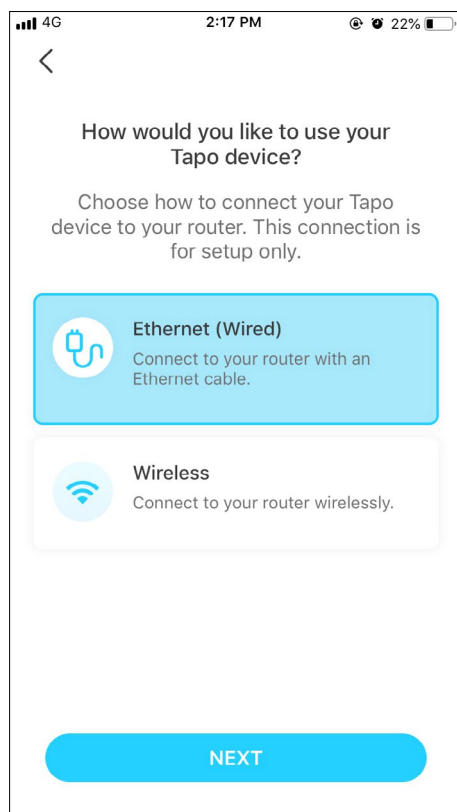 4G 2:17 PM 22%
How would you like to use your
Tapo device?
Choose how to connect your Tapo
device to your router. This connection is
for setup only.
Ethernet (Wired)
Connect to your router with an
Ethernet cable.
Wireless
Connect to your router wirelessly.
NEXT